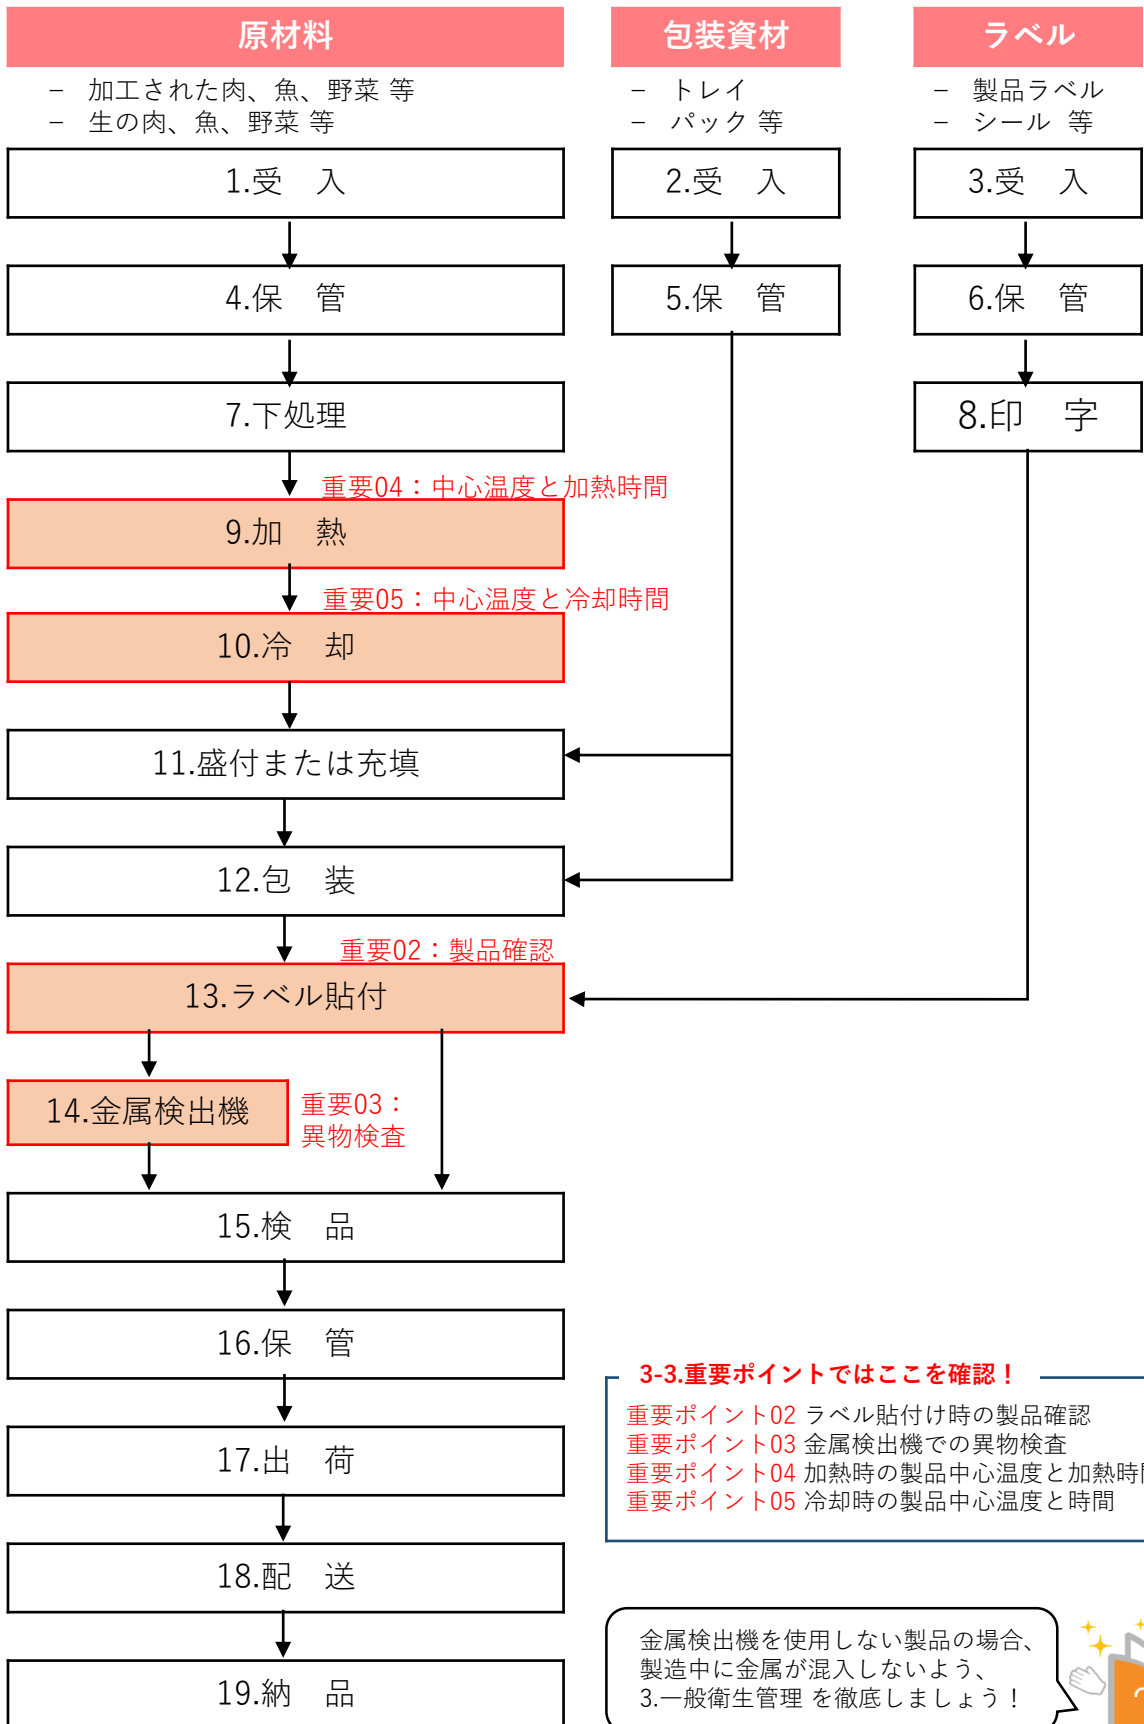 原材料
包装資材
ラベル
− 加工された肉、魚、野菜 等
− 生の肉、魚、野菜 等
− トレイ
− パック 等
− 製品ラベル
− シール 等
1.受　入
2.受　入
3.受　入
4.保　管
5.保　管
6.保　管
7.下処理
8.印　字
重要04：中心温度と加熱時間
9.加　熱
重要05：中心温度と冷却時間
10.冷　却
11.盛付または充填
12.包　装
重要02：製品確認
13.ラベル貼付
14.金属検出機
重要03：
異物検査
15.検　品
16.保　管
17.出　荷
18.配　送
19.納　品
3-3.重要ポイントではここを確認！
重要ポイント02 ラベル貼付け時の製品確認
重要ポイント03 金属検出機での異物検査
重要ポイント04 加熱時の製品中心温度と加熱時間
重要ポイント05 冷却時の製品中心温度と時間
金属検出機を使用しない製品の場合、
製造中に金属が混入しないよう、
3.一般衛生管理 を徹底しましょう！